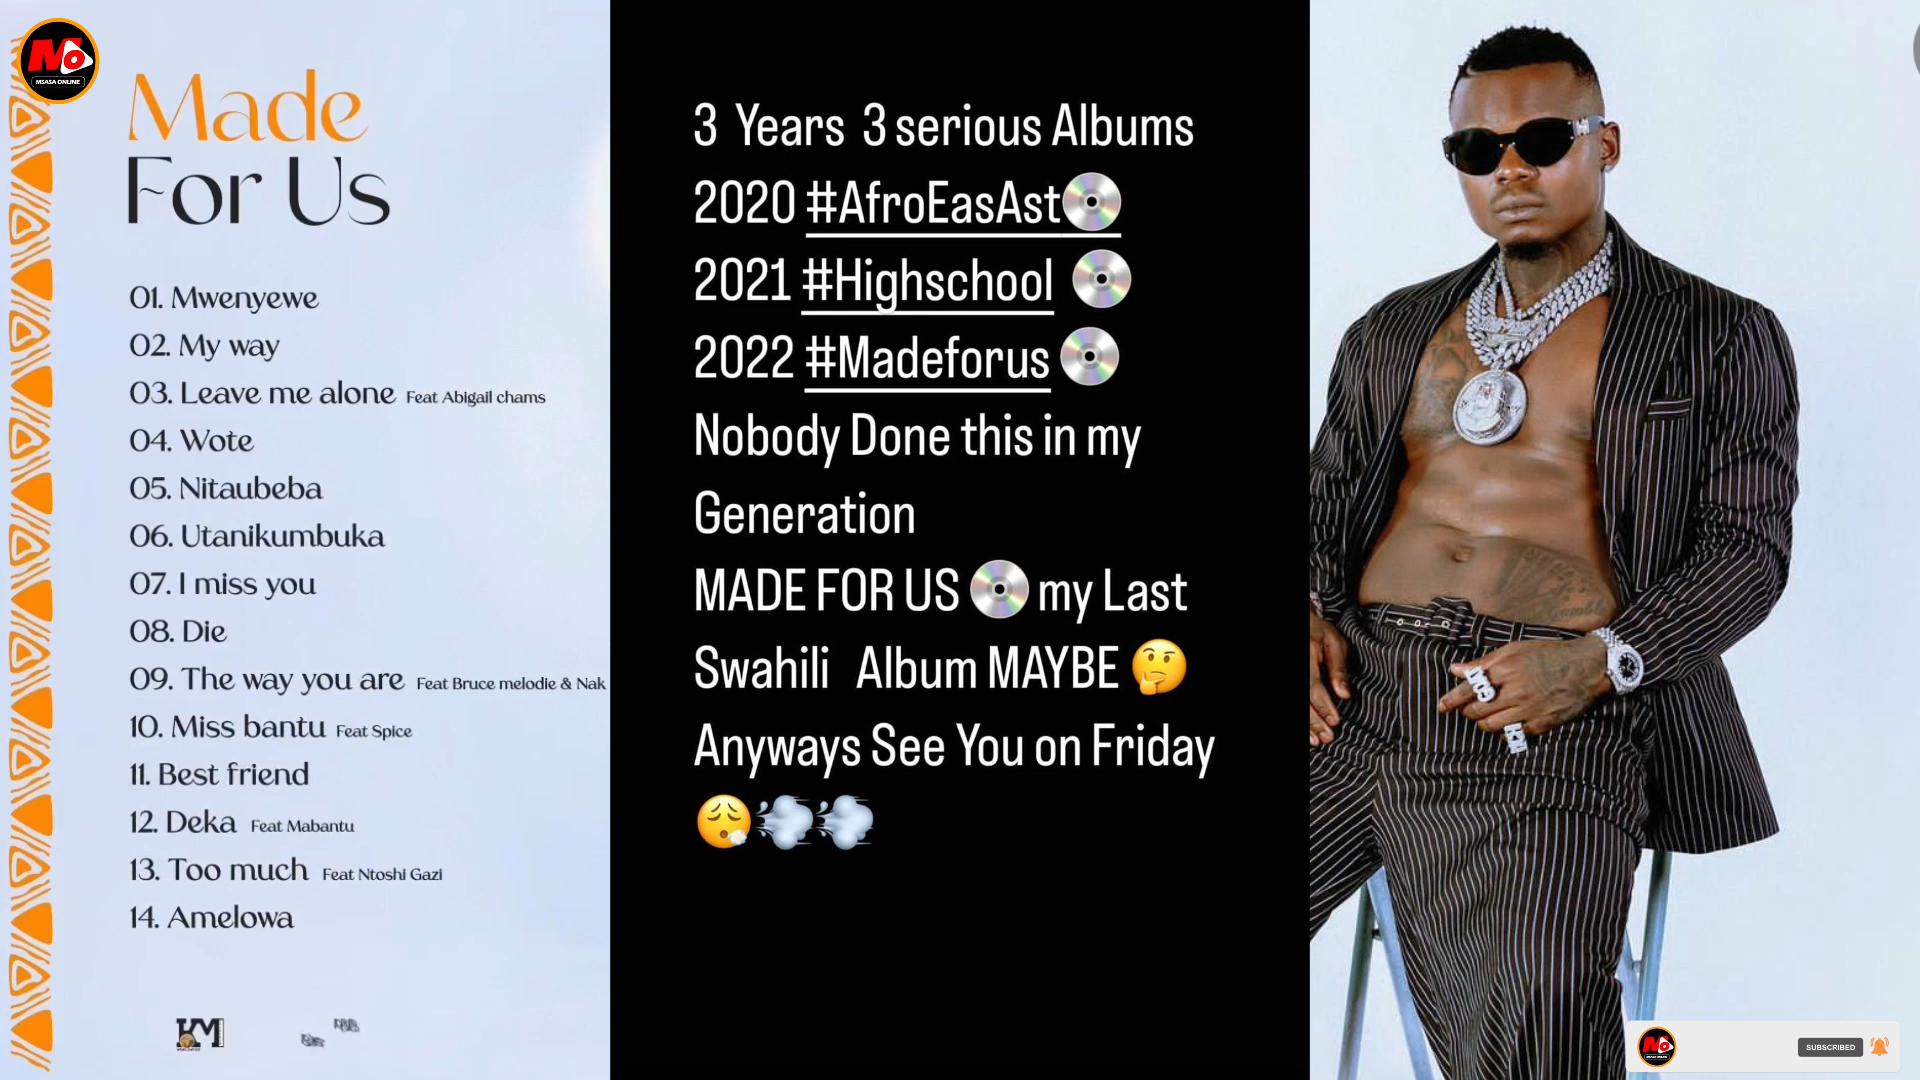 Mo
MSASA ONLINE
Made
For Us
01. Mwenyewe
02. My way
03. Leave me alone Feat Abigail chams
04. Wote
05. Nitaubeba
06. Utanikumbuka
07. I miss you
08. Die
09. The way you are Feat Bruce melodie & Nak
10. Miss bantu Feat Spice
11. Best friend
12. Deka Feat Mabantu
13. Too much Feat Ntoshi Gazi
14. Amelowa
KM
3 Years 3 serious Albums
2020 #AfroEasAst💿
2021 #Highschool 💿
2022 #Madeforus 💿
Nobody Done this in my
Generation
MADE FOR US 💿 my Last
Swahili Album MAYBE 🤔
Anyways See You on Friday
😮‍💨💨💨
Mo
SUBSCRIBED